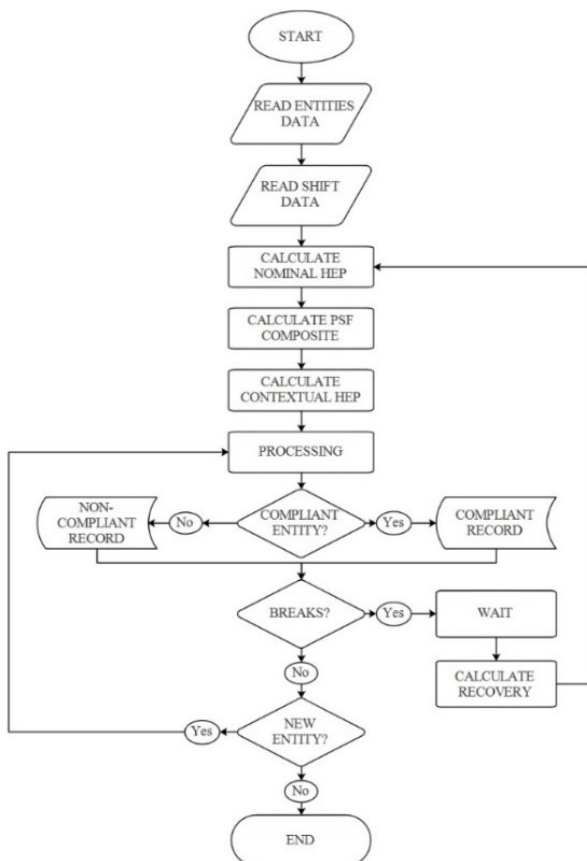 START
READ ENTITIES
DATA
READ SHIFT
DATA
CALCULATE
NOMINAL HEP
CALCULATE PSF
COMPOSITE
CALCULATE
CONTEXTUAL HEP
PROCESSING
NON-
COMPLIANT
RECORD
No
COMPLIANT
ENTITY?
Yes
COMPLIANT
RECORD
BREAKS?
Yes
WAIT
No
CALCULATE
RECOVERY
Yes
NEW
ENTITY?
No
END